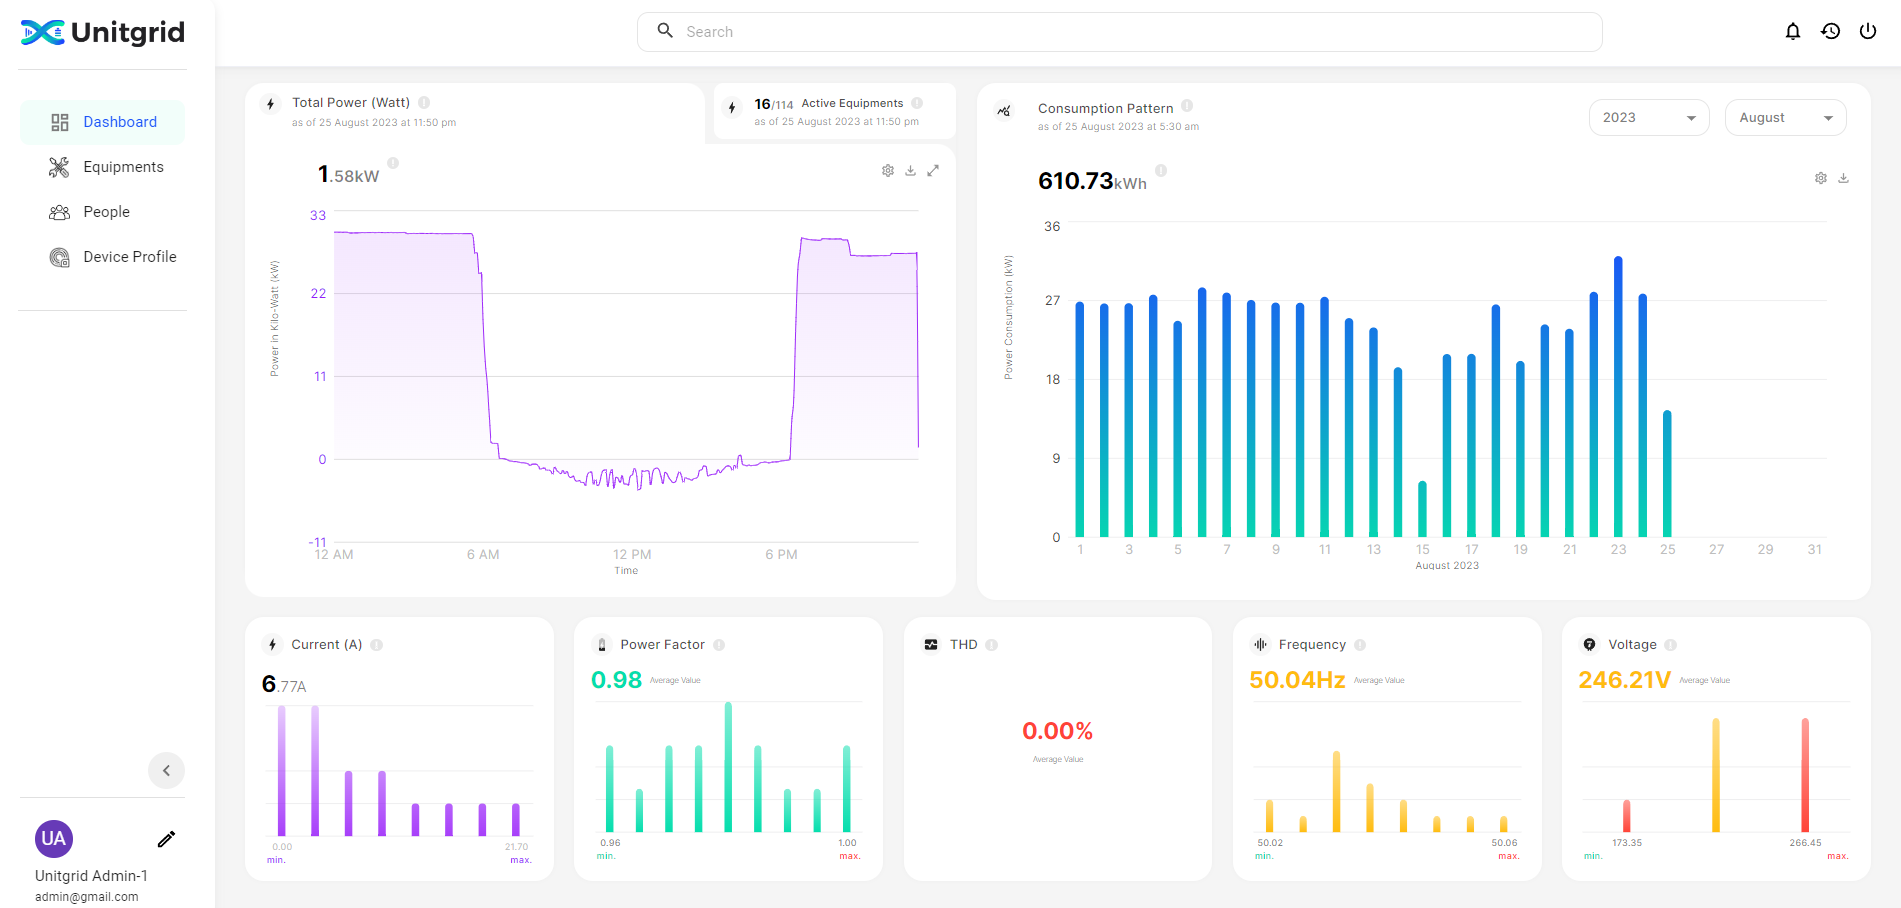 Unitgrid
Search
Dashboard
Equipments
People
Device Profile
Total Power (Watt)
as of 25 August 2023 at 11:50 pm
16/114 Active Equipments
as of 25 August 2023 at 11:50 pm
1.58kW
33
22
11
0
-11
Power in Kilo-Watt (kW)
12 AM 6 AM 12 PM 6 PM
Time
Consumption Pattern
as of 25 August 2023 at 5:30 am
2023
August
610.73kWh
36
27
18
9
0
Power Consumption (kW)
1 3 5 7 9 11 13 15 17 19 21 23 25 27 29 31
August 2023
Current (A)
6.77A
0.00 21.70
min. max.
Power Factor
0.98 Average Value
0.96 1.00
min. max.
THD
0.00%
Average Value
Frequency
50.04Hz Average Value
50.02 50.06
min. max.
Voltage
246.21V Average Value
173.35 266.45
min. max.
UA
Unitgrid Admin-1
admin@gmail.com